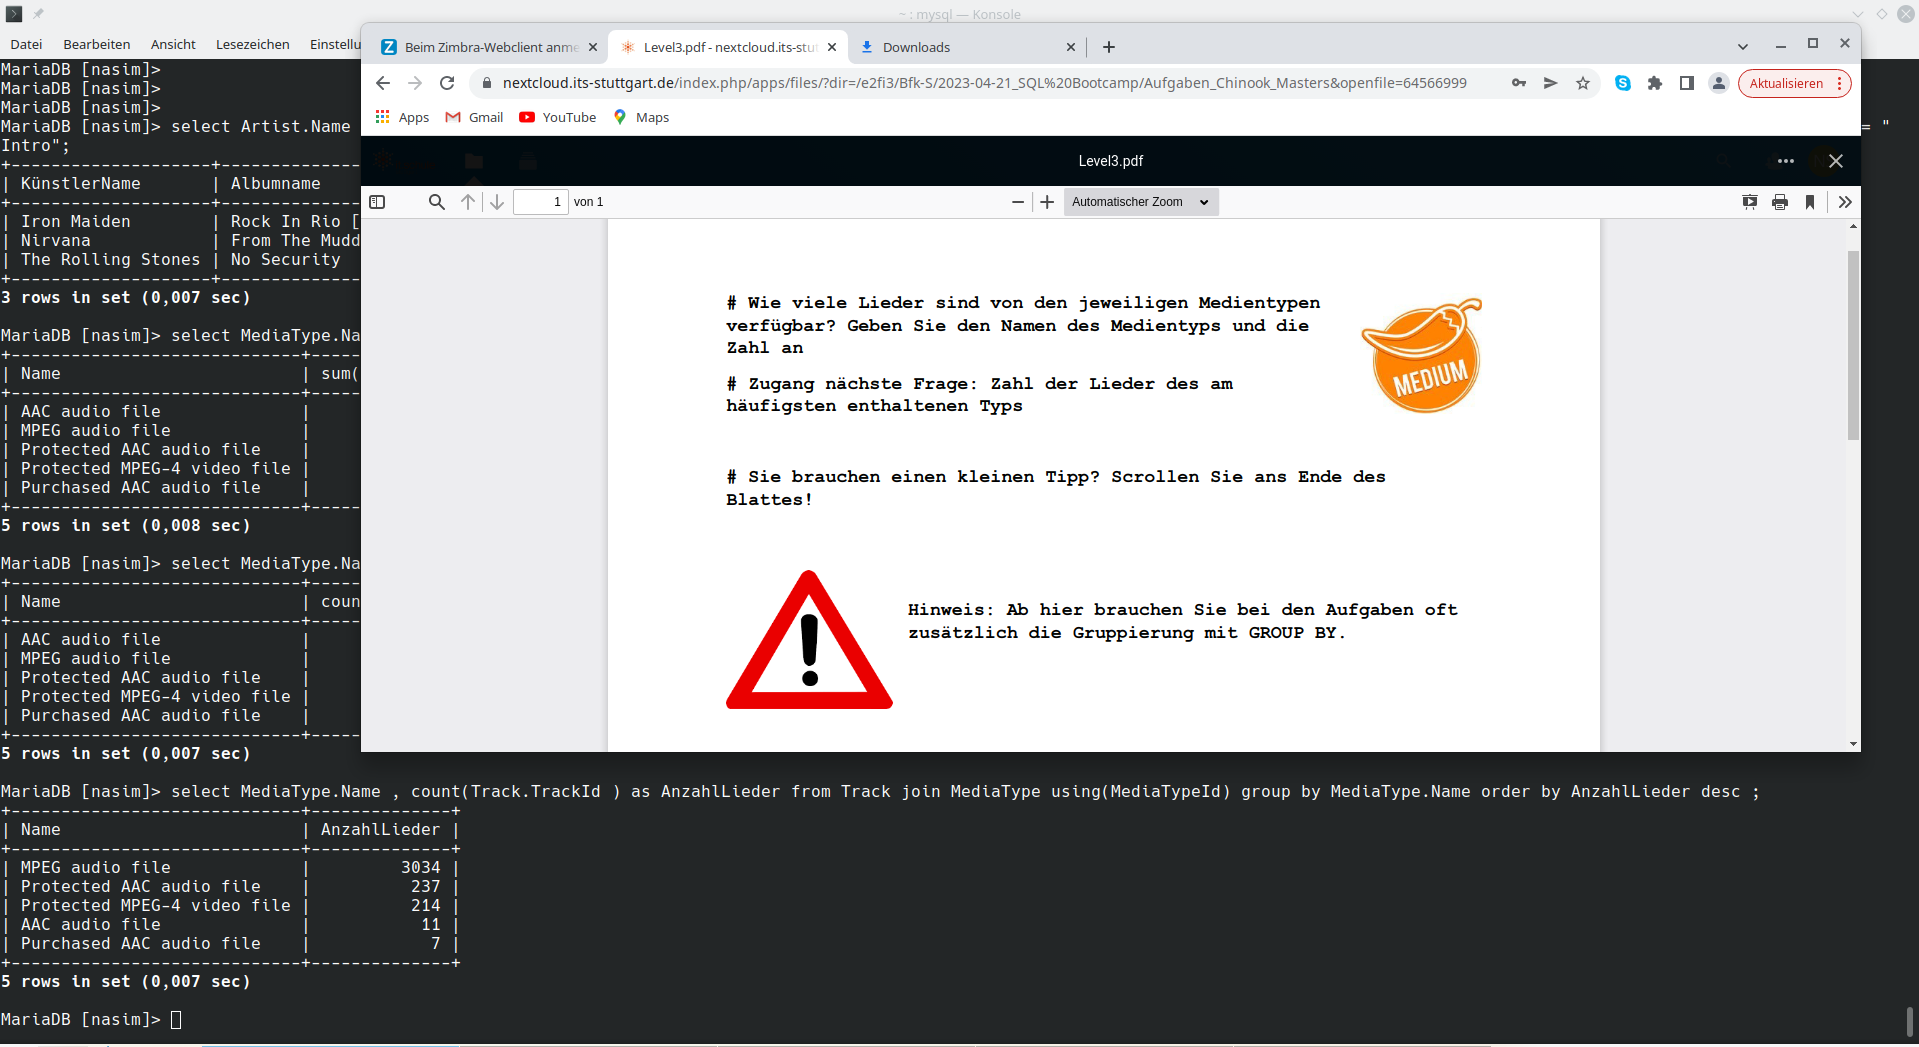 ~ : mysql — Konsole
Datei Bearbeiten Ansicht Lesezeichen Einstellu
MariaDB [nasim]>
MariaDB [nasim]>
MariaDB [nasim]>
MariaDB [nasim]> select Artist.Name = "
Intro";
+--------------------+--------------
| KünstlerName | Albumname
+--------------------+--------------
| Iron Maiden | Rock In Rio [
| Nirvana | From The Mudd
| The Rolling Stones | No Security
+--------------------+--------------
3 rows in set (0,007 sec)
MariaDB [nasim]> select MediaType.Na
+-----------------------------+-----
| Name | sum(
+-----------------------------+-----
| AAC audio file |
| MPEG audio file |
| Protected AAC audio file |
| Protected MPEG-4 video file |
| Purchased AAC audio file |
+-----------------------------+-----
5 rows in set (0,008 sec)
MariaDB [nasim]> select MediaType.Na
+-----------------------------+-----
| Name | coun
+-----------------------------+-----
| AAC audio file |
| MPEG audio file |
| Protected AAC audio file |
| Protected MPEG-4 video file |
| Purchased AAC audio file |
+-----------------------------+-----
5 rows in set (0,007 sec)
MariaDB [nasim]> select MediaType.Name , count(Track.TrackId ) as AnzahlLieder from Track join MediaType using(MediaTypeId) group by MediaType.Name order by AnzahlLieder desc ;
+-----------------------------+--------------+
| Name | AnzahlLieder |
+-----------------------------+--------------+
| MPEG audio file | 3034 |
| Protected AAC audio file | 237 |
| Protected MPEG-4 video file | 214 |
| AAC audio file | 11 |
| Purchased AAC audio file | 7 |
+-----------------------------+--------------+
5 rows in set (0,007 sec)
MariaDB [nasim]>
Beim Zimbra-Webclient anme Level3.pdf - nextcloud.its-stut Downloads
nextcloud.its-stuttgart.de/index.php/apps/files/?dir=/e2fi3/Bfk-S/2023-04-21_SQL%20Bootcamp/Aufgaben_Chinook_Masters&openfile=64566999 Aktualisieren
Apps Gmail YouTube Maps
Level3.pdf
1 von 1 Automatischer Zoom
# Wie viele Lieder sind von den jeweiligen Medientypen
verfügbar? Geben Sie den Namen des Medientyps und die
Zahl an
# Zugang nächste Frage: Zahl der Lieder des am
häufigsten enthaltenen Typs
MEDIUM
# Sie brauchen einen kleinen Tipp? Scrollen Sie ans Ende des
Blattes!
Hinweis: Ab hier brauchen Sie bei den Aufgaben oft
zusätzlich die Gruppierung mit GROUP BY.